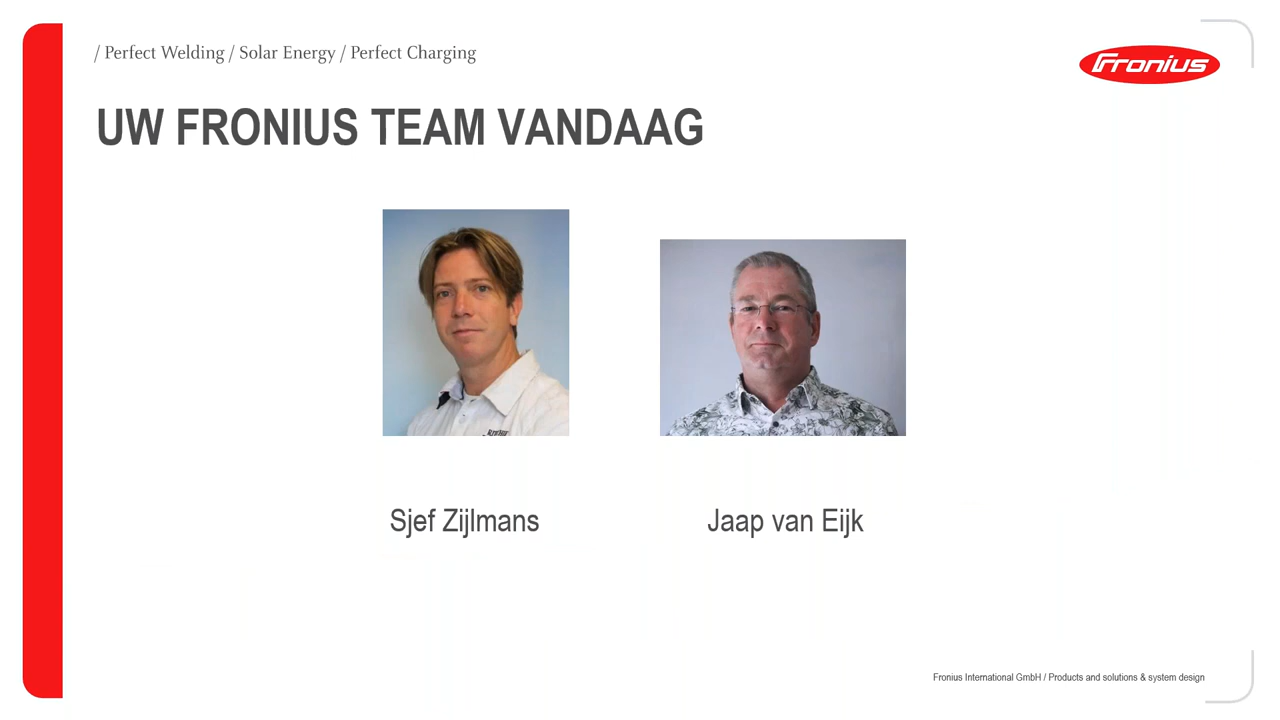 / Perfect Welding / Solar Energy / Perfect Charging
Fronius
UW FRONIUS TEAM VANDAAG
Sjef Zijlmans
Jaap van Eijk
Fronius International GmbH / Products and solutions & system design